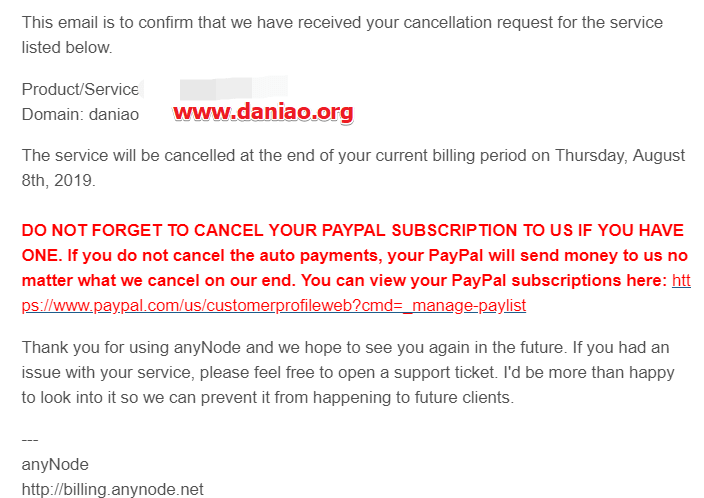 This email is to confirm that we have received your cancellation request for the service
listed below.
Product/Service
Domain: daniao www.daniao.org
The service will be cancelled at the end of your current billing period on Thursday, August
8th, 2019.
DO NOT FORGET TO CANCEL YOUR PAYPAL SUBSCRIPTION TO US IF YOU HAVE
ONE. If you do not cancel the auto payments, your PayPal will send money to us no
matter what we cancel on our end. You can view your PayPal subscriptions here: htt
ps://www.paypal.com/us/customerprofileweb?cmd=_manage-paylist
Thank you for using anyNode and we hope to see you again in the future. If you had an
issue with your service, please feel free to open a support ticket. I'd be more than happy
to look into it so we can prevent it from happening to future clients.
---
anyNode
http://billing.anynode.net